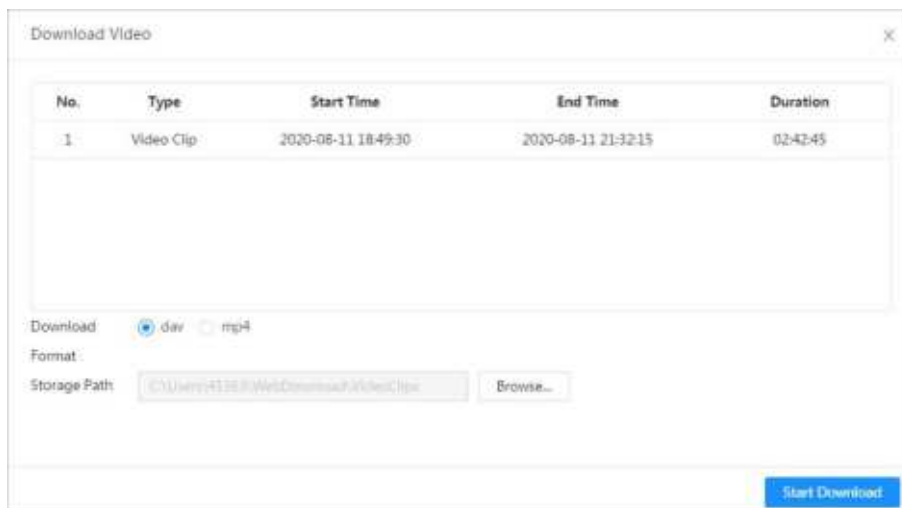 Download Video
No. Type Start Time End Time Duration
1 Video Clip 2020-08-11 18:49:30 2020-08-11 21:32:15 02:42:45
Download dav mp4
Format
Storage Path Browse...
Start Download